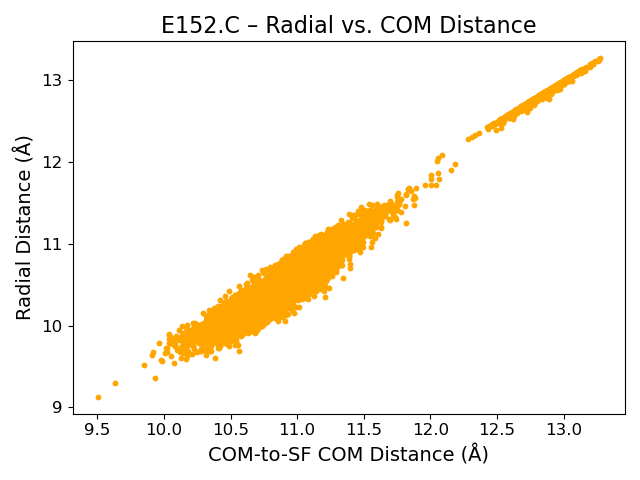 E152.C – Radial vs. COM Distance
Radial Distance (Å)
13
12
11
10
9
9.5 10.0 10.5 11.0 11.5 12.0 12.5 13.0
COM-to-SF COM Distance (Å)